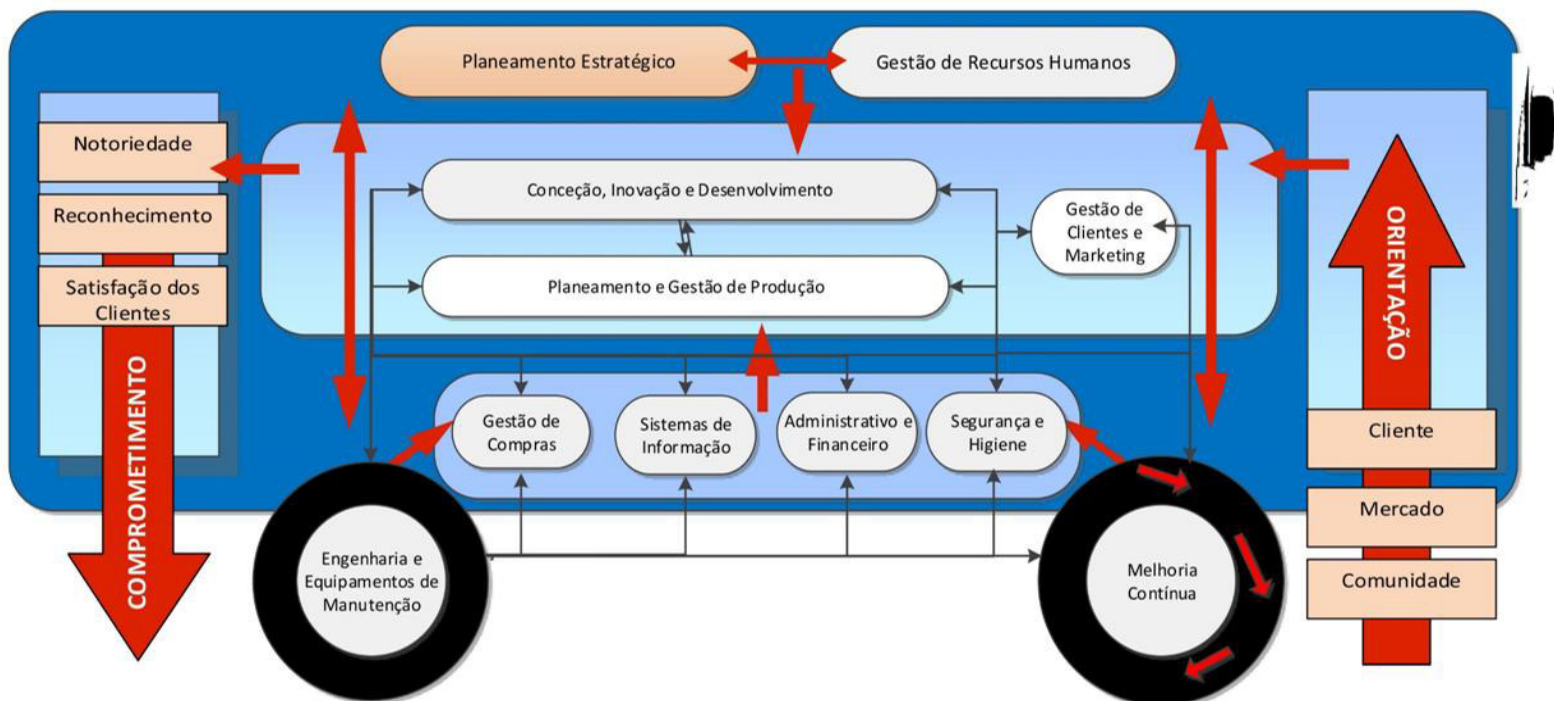 Planeamento Estratégico
Gestão de Recursos Humanos
Notoriedade
Reconhecimento
Satisfação dos
Clientes
COMPROMETIMENTO
Conceção, Inovação e Desenvolvimento
Gestão de
Clientes e
Marketing
Planeamento e Gestão de Produção
Gestão de
Compras
Sistemas de
Informação
Administrativo e
Financeiro
Segurança e
Higiene
Engenharia e
Equipamentos de
Manutenção
Melhoria
Contínua
ORIENTAÇÃO
Cliente
Mercado
Comunidade